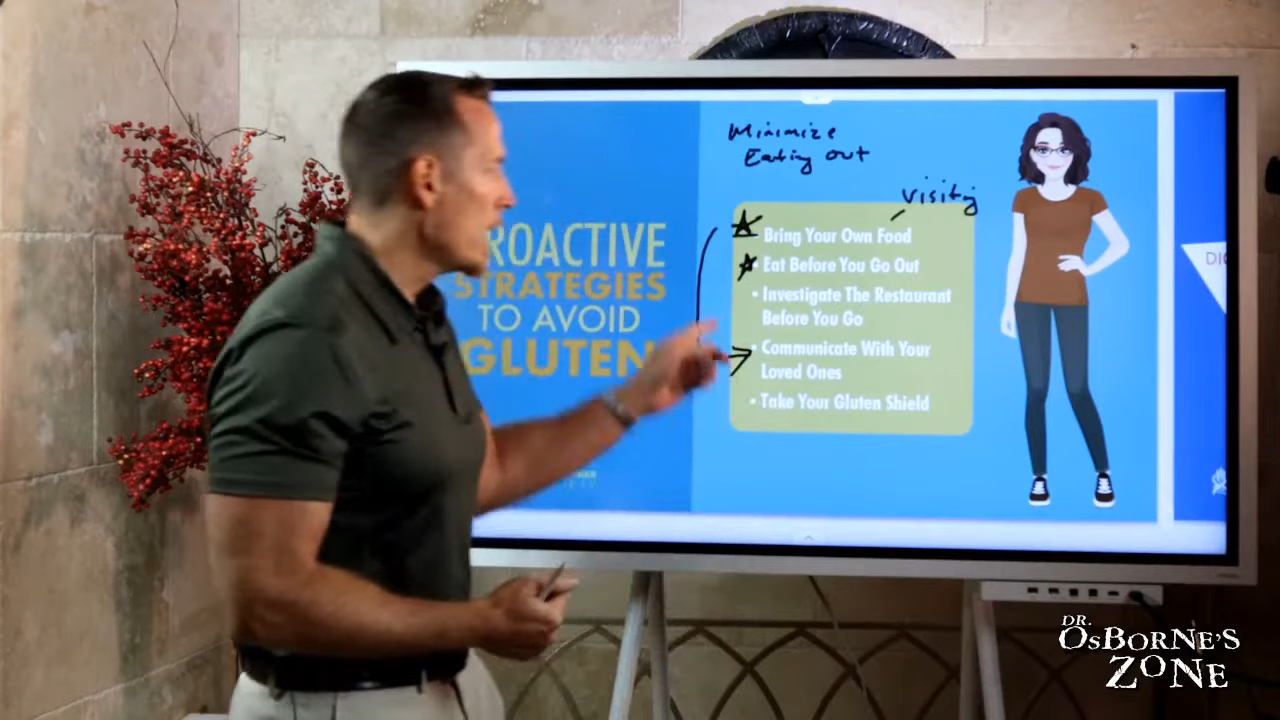 Minimize
Eating out
visiting
PROACTIVE
STRATEGIES
TO AVOID
GLUTEN
• Bring Your Own Food
• Eat Before You Go Out
• Investigate The Restaurant
Before You Go
• Communicate With Your
Loved Ones
• Take Your Gluten Shield
DR.
OSBORNE'S
ZONE